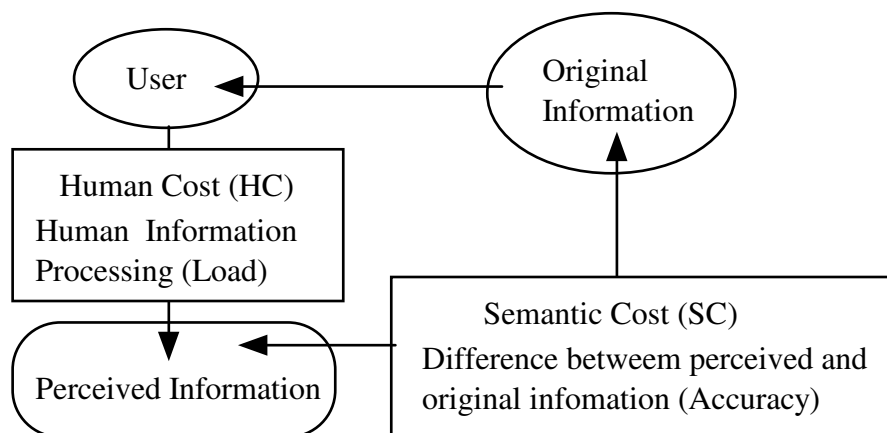 User
Original
Information
Human Cost (HC)
Human Information
Processing (Load)
Semantic Cost (SC)
Difference betweem perceived and
original infomation (Accuracy)
Perceived Information